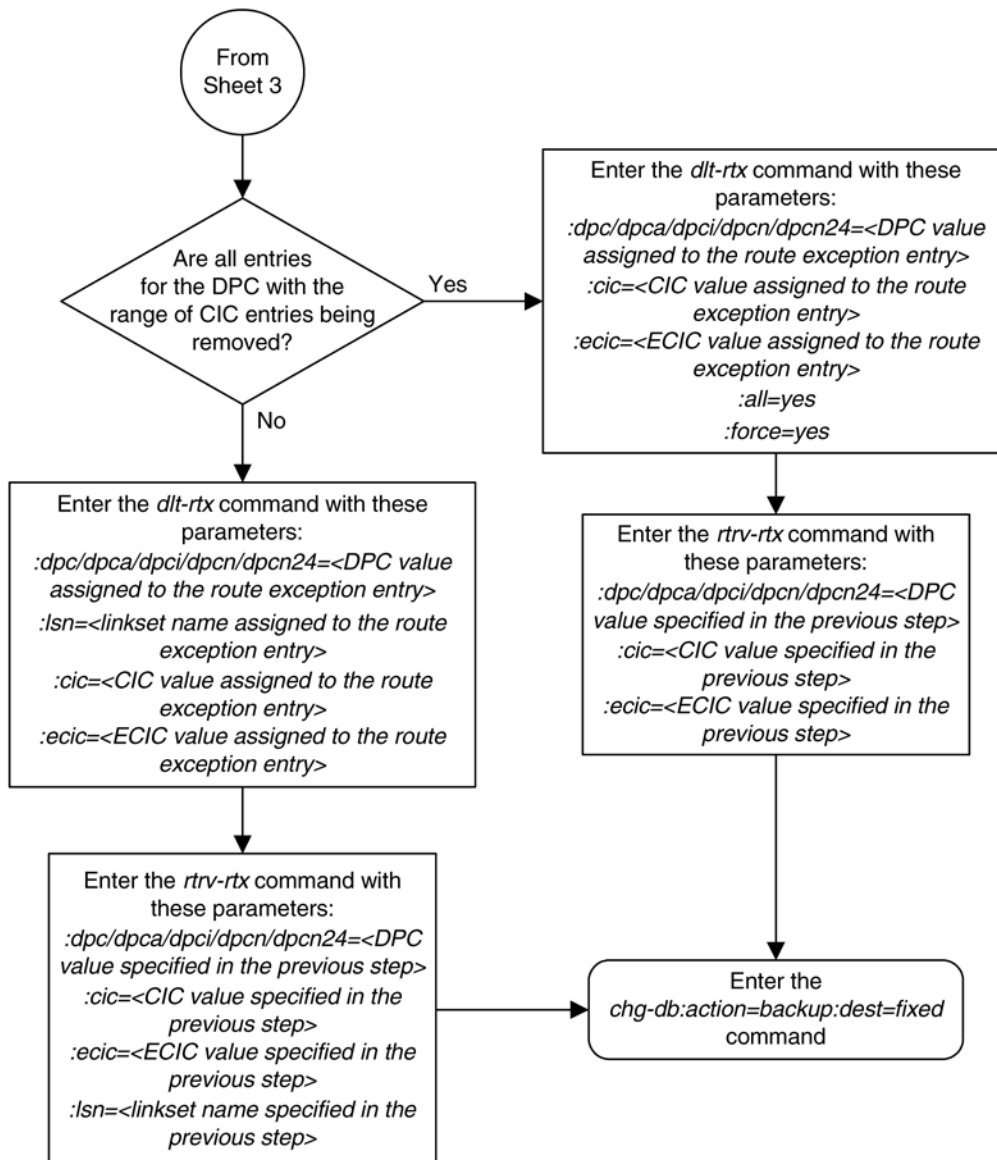 From
Sheet 3
Are all entries
for the DPC with the
range of CIC entries being
removed?
Yes
No
Enter the dlt-rtx command with these
parameters:
:dpc/dpca/dpci/dpcn/dpcn24=<DPC value
assigned to the route exception entry>
:cic=<CIC value assigned to the route
exception entry>
:ecic=<ECIC value assigned to the route
exception entry>
:all=yes
:force=yes
Enter the rtrv-rtx command with
these parameters:
:dpc/dpca/dpci/dpcn/dpcn24=<DPC
value specified in the previous step>
:cic=<CIC value specified in the
previous step>
:ecic=<ECIC value specified in the
previous step>
Enter the dlt-rtx command with these
parameters:
:dpc/dpca/dpci/dpcn/dpcn24=<DPC value
assigned to the route exception entry>
:lsn=<linkset name assigned to the route
exception entry>
:cic=<CIC value assigned to the route
exception entry>
:ecic=<ECIC value assigned to the route
exception entry>
Enter the rtrv-rtx command with
these parameters:
:dpc/dpca/dpci/dpcn/dpcn24=<DPC
value specified in the previous step>
:cic=<CIC value specified in the
previous step>
:ecic=<ECIC value specified in the
previous step>
:lsn=<linkset name specified in the
previous step>
Enter the
chg-db:action=backup:dest=fixed
command